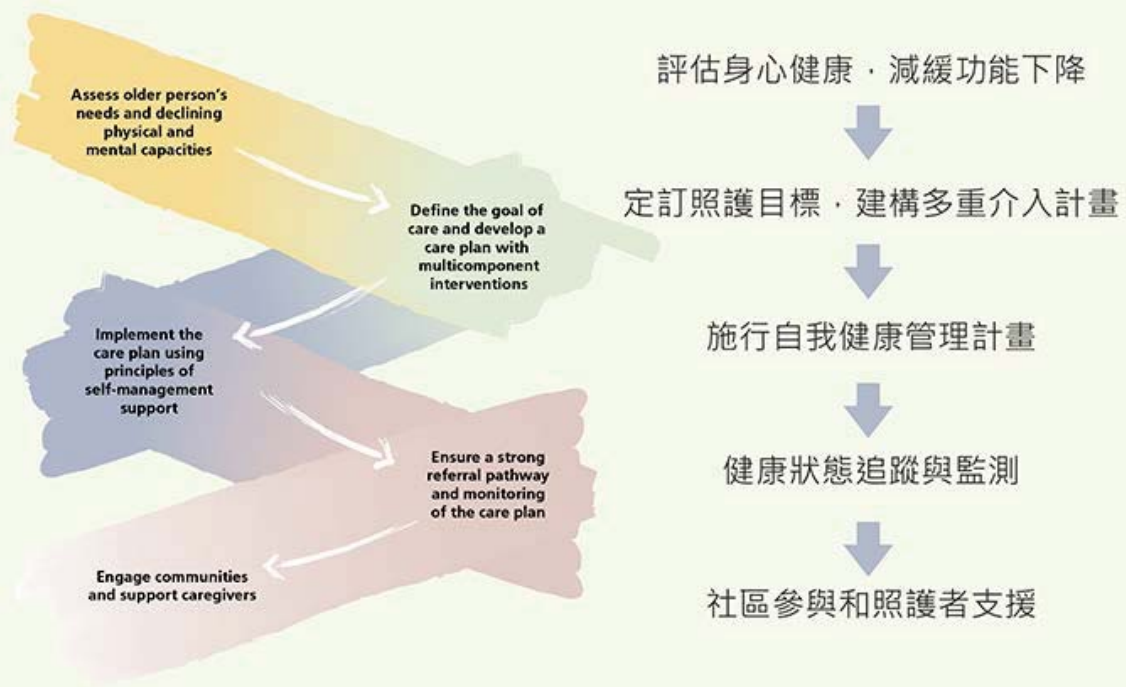 Assess older person's
needs and declining
physical and
mental capacities
Define the goal of
care and develop a
care plan with
multicomponent
interventions
Implement the
care plan using
principles of
self-management
support
Ensure a strong
referral pathway
and monitoring
of the care plan
Engage communities
and support caregivers
評估身心健康，減緩功能下降
定訂照護目標，建構多重介入計畫
施行自我健康管理計畫
健康狀態追蹤與監測
社區參與和照護者支援